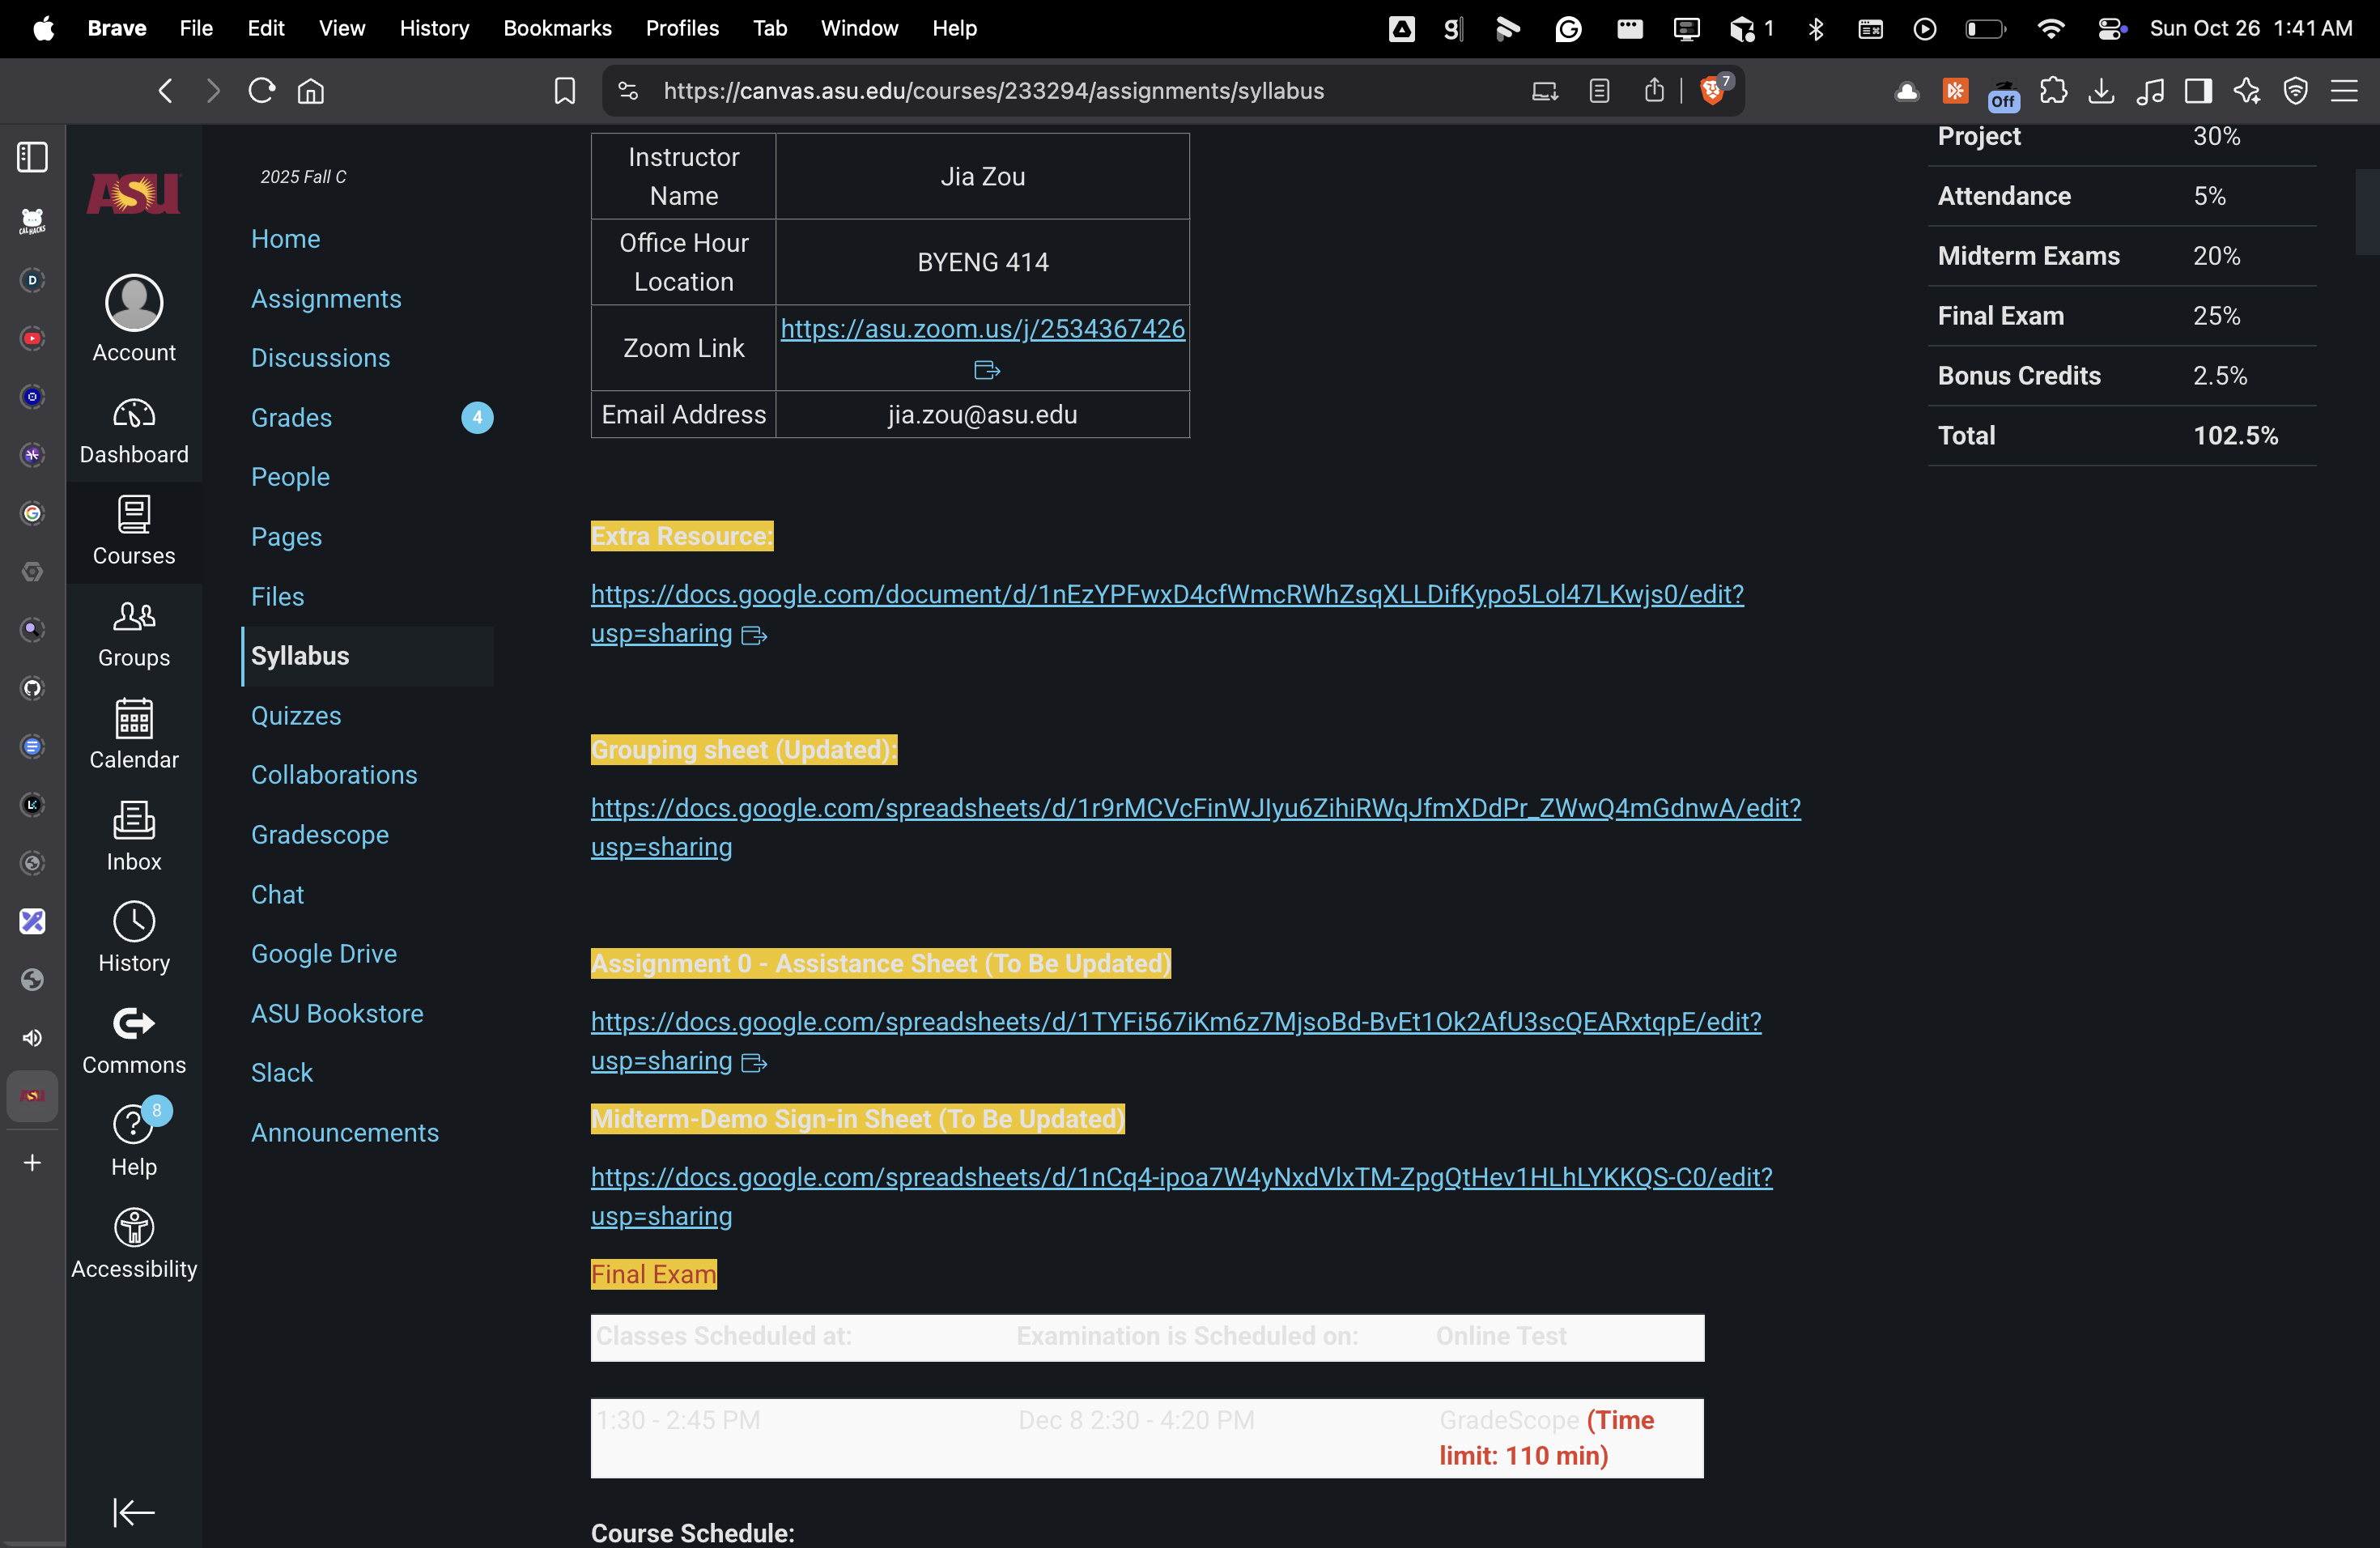 Brave File Edit View History Bookmarks Profiles Tab Window Help
1
Sun Oct 26 1:41 AM
https://canvas.asu.edu/courses/233294/assignments/syllabus
7
Off
ASU
Account
Dashboard
Courses
Groups
Calendar
Inbox
History
Commons
8
Help
Accessibility
2025 Fall C
Home
Assignments
Discussions
Grades 4
People
Pages
Files
Syllabus
Quizzes
Collaborations
Gradescope
Chat
Google Drive
ASU Bookstore
Slack
Announcements
Instructor Name Jia Zou
Office Hour Location BYENG 414
Zoom Link https://asu.zoom.us/j/2534367426
Email Address jia.zou@asu.edu
Extra Resource:
https://docs.google.com/document/d/1nEzYPFwxD4cfWmcRWhZsqXLLDifKypo5Lol47LKwjs0/edit?
usp=sharing
Grouping sheet (Updated):
https://docs.google.com/spreadsheets/d/1r9rMCVcFinWJIyu6ZihiRWqJfmXDdPr_ZWwQ4mGdnwA/edit?
usp=sharing
Assignment 0 - Assistance Sheet (To Be Updated)
https://docs.google.com/spreadsheets/d/1TYFi567iKm6z7MjsoBd-BvEt1Ok2AfU3scQEARxtqpE/edit?
usp=sharing
Midterm-Demo Sign-in Sheet (To Be Updated)
https://docs.google.com/spreadsheets/d/1nCq4-ipoa7W4yNxdVlxTM-ZpgQtHev1HLhLYKKQS-C0/edit?
usp=sharing
Final Exam
Classes Scheduled at: Examination is Scheduled on: Online Test
1:30 - 2:45 PM Dec 8 2:30 - 4:20 PM GradeScope (Time
limit: 110 min)
Course Schedule:
Project 30%
Attendance 5%
Midterm Exams 20%
Final Exam 25%
Bonus Credits 2.5%
Total 102.5%